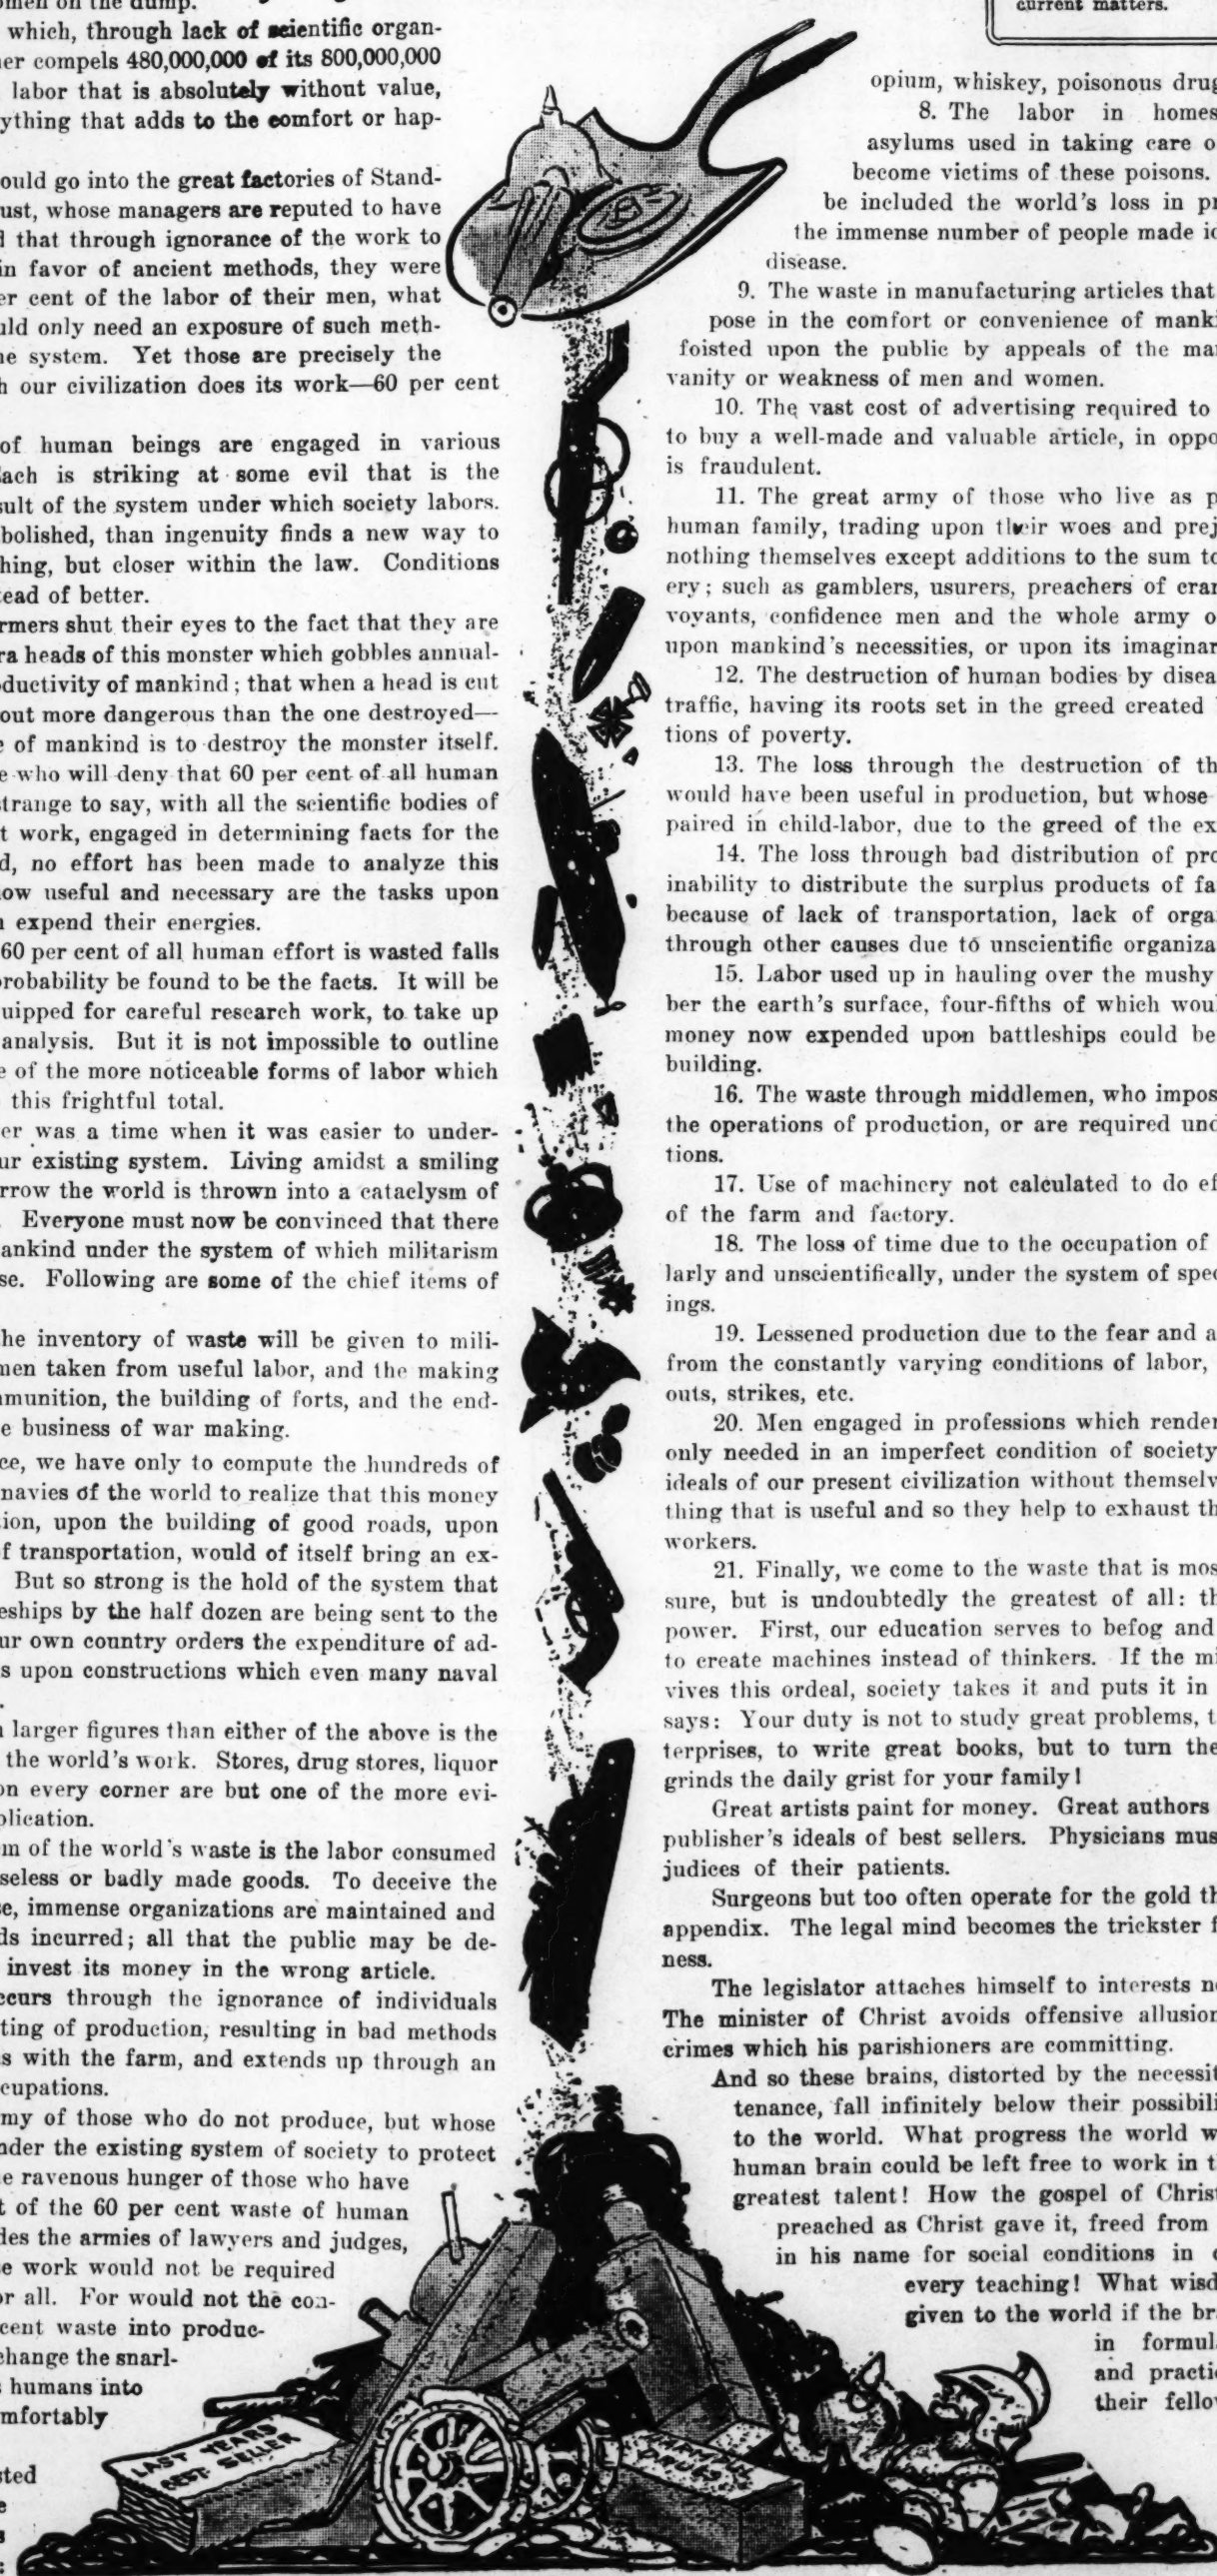 omen on the dump.
which, through lack of scientific organ-
er compels 480,000,000 of its 800,000,000
labor that is absolutely without value,
ything that adds to the comfort or hap-
ould go into the great factories of Stand-
ust, whose managers are reputed to have
d that through ignorance of the work to
in favor of ancient methods, they were
er cent of the labor of their men, what
uld only need an exposure of such meth-
ne system. Yet those are precisely the
h our civilization does its work—60 per cent
of human beings are engaged in various
Each is striking at some evil that is the
sult of the system under which society labors.
bolished, than ingenuity finds a new way to
hing, but closer within the law. Conditions
tead of better.
rmers shut their eyes to the fact that they are
ra heads of this monster which gobbles annual-
oductivity of mankind; that when a head is cut
out more dangerous than the one destroyed—
e of mankind is to destroy the monster itself.
e who will deny that 60 per cent of all human
strange to say, with all the scientific bodies of
t work, engaged in determining facts for the
d, no effort has been made to analyze this
how useful and necessary are the tasks upon
n expend their energies.
60 per cent of all human effort is wasted falls
probability be found to be the facts. It will be
quipped for careful research work, to take up
analysis. But it is not impossible to outline
e of the more noticeable forms of labor which
this frightful total.
er was a time when it was easier to under-
ur existing system. Living amidst a smiling
rrow the world is thrown into a cataclysm of
Everyone must now be convinced that there
ankind under the system of which militarism
se. Following are some of the chief items of
he inventory of waste will be given to mili-
men taken from useful labor, and the making
mmunition, the building of forts, and the end-
e business of war making.
ce, we have only to compute the hundreds of
navies of the world to realize that this money
tion, upon the building of good roads, upon
f transportation, would of itself bring an ex-
But so strong is the hold of the system that
eships by the half dozen are being sent to the
ur own country orders the expenditure of ad-
s upon constructions which even many naval
.
n larger figures than either of the above is the
the world's work. Stores, drug stores, liquor
on every corner are but one of the more evi-
plication.
m of the world's waste is the labor consumed
seless or badly made goods. To deceive the
se, immense organizations are maintained and
ds incurred; all that the public may be de-
invest its money in the wrong article.
ccurs through the ignorance of individuals
ting of production, resulting in bad methods
s with the farm, and extends up through an
cupations.
my of those who do not produce, but whose
nder the existing system of society to protect
e ravenous hunger of those who have
t of the 60 per cent waste of human
des the armies of lawyers and judges,
e work would not be required
or all. For would not the con-
cent waste into produc-
change the snarl-
s humans into
mfortably
sted
e
s
:
current matters.
opium, whiskey, poisonous drug
8. The labor in homes
asylums used in taking care o
become victims of these poisons.
be included the world's loss in pr
the immense number of people made id
disease.
9. The waste in manufacturing articles that
pose in the comfort or convenience of manki
foisted upon the public by appeals of the ma
vanity or weakness of men and women.
10. The vast cost of advertising required to
to buy a well-made and valuable article, in oppo
is fraudulent.
11. The great army of those who live as p
human family, trading upon their woes and prej
nothing themselves except additions to the sum to
ery; such as gamblers, usurers, preachers of cran
voyants, confidence men and the whole army o
upon mankind's necessities, or upon its imaginar
12. The destruction of human bodies by disea
traffic, having its roots set in the greed created
tions of poverty.
13. The loss through the destruction of th
would have been useful in production, but whose
paired in child-labor, due to the greed of the ex
14. The loss through bad distribution of pro
inability to distribute the surplus products of fa
because of lack of transportation, lack of orga
through other causes due to unscientific organiza
15. Labor used up in hauling over the mushy
ber the earth's surface, four-fifths of which woul
money now expended upon battleships could be
building.
16. The waste through middlemen, who impos
the operations of production, or are required und
tions.
17. Use of machinery not calculated to do ef
of the farm and factory.
18. The loss of time due to the occupation of
larly and unscientifically, under the system of spec
ings.
19. Lessened production due to the fear and a
from the constantly varying conditions of labor,
outs, strikes, etc.
20. Men engaged in professions which render
only needed in an imperfect condition of society
ideals of our present civilization without themselv
thing that is useful and so they help to exhaust th
workers.
21. Finally, we come to the waste that is mos
sure, but is undoubtedly the greatest of all: th
power. First, our education serves to befog and
to create machines instead of thinkers. If the mi
vives this ordeal, society takes it and puts it in
says: Your duty is not to study great problems, t
terprises, to write great books, but to turn the
grinds the daily grist for your family!
Great artists paint for money. Great authors
publisher's ideals of best sellers. Physicians mus
judices of their patients.
Surgeons but too often operate for the gold th
appendix. The legal mind becomes the trickster f
ness.
The legislator attaches himself to interests n
The minister of Christ avoids offensive allusion
crimes which his parishioners are committing.
And so these brains, distorted by the necessit
tenance, fall infinitely below their possibili
to the world. What progress the world w
human brain could be left free to work in t
greatest talent! How the gospel of Christ
preached as Christ gave it, freed from
in his name for social conditions in
every teaching! What wisd
given to the world if the br
in formul
and practic
their fello
LAST YEARS
BEST SELLER
HARMFUL
DRUGS